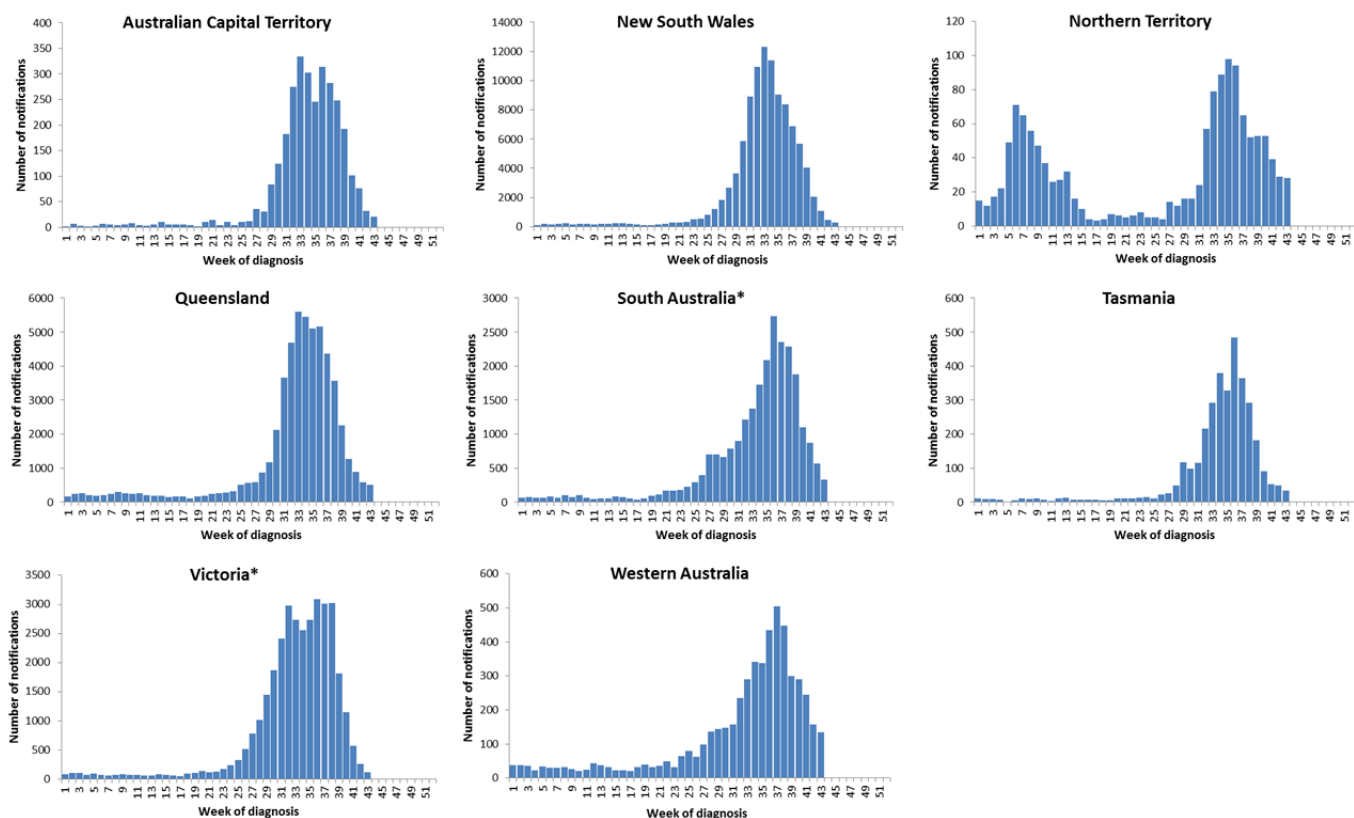 Australian Capital Territory
Number of notifications
400
350
300
250
200
150
100
50
0
1 3 5 7 9 11 13 15 17 19 21 23 25 27 29 31 33 35 37 39 41 43 45 47 49 51
Week of diagnosis
New South Wales
Number of notifications
14000
12000
10000
8000
6000
4000
2000
0
1 3 5 7 9 11 13 15 17 19 21 23 25 27 29 31 33 35 37 39 41 43 45 47 49 51
Week of diagnosis
Northern Territory
Number of notifications
120
100
80
60
40
20
0
1 3 5 7 9 11 13 15 17 19 21 23 25 27 29 31 33 35 37 39 41 43 45 47 49 51
Week of diagnosis
Queensland
Number of notifications
6000
5000
4000
3000
2000
1000
0
1 3 5 7 9 11 13 15 17 19 21 23 25 27 29 31 33 35 37 39 41 43 45 47 49 51
Week of diagnosis
South Australia*
Number of notifications
3000
2500
2000
1500
1000
500
0
1 3 5 7 9 11 13 15 17 19 21 23 25 27 29 31 33 35 37 39 41 43 45 47 49 51
Week of diagnosis
Tasmania
Number of notifications
600
500
400
300
200
100
0
1 3 5 7 9 11 13 15 17 19 21 23 25 27 29 31 33 35 37 39 41 43 45 47 49 51
Week of diagnosis
Victoria*
Number of notifications
3500
3000
2500
2000
1500
1000
500
0
1 3 5 7 9 11 13 15 17 19 21 23 25 27 29 31 33 35 37 39 41 43 45 47 49 51
Week of diagnosis
Western Australia
Number of notifications
600
500
400
300
200
100
0
1 3 5 7 9 11 13 15 17 19 21 23 25 27 29 31 33 35 37 39 41 43 45 47 49 51
Week of diagnosis